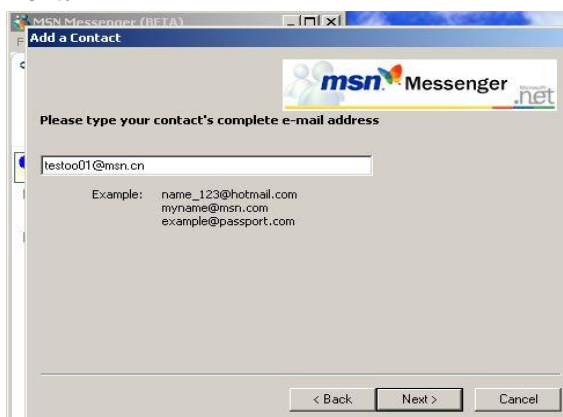 MSN Messenger (BETA)
Add a Contact
msn Messenger
Microsoft
.net
Please type your contact's complete e-mail address
testoo01@msn.cn
Example: name_123@hotmail.com
myname@msn.com
example@passport.com
< Back Next > Cancel